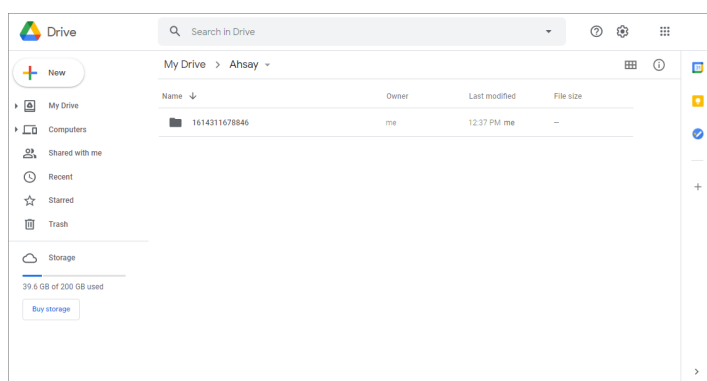 Drive
Search in Drive
New
My Drive
Computers
Shared with me
Recent
Starred
Trash
Storage
39.6 GB of 200 GB used
Buy storage
My Drive > Ahsay
Name Owner Last modified File size
1614311678846 me 12:37 PM me –